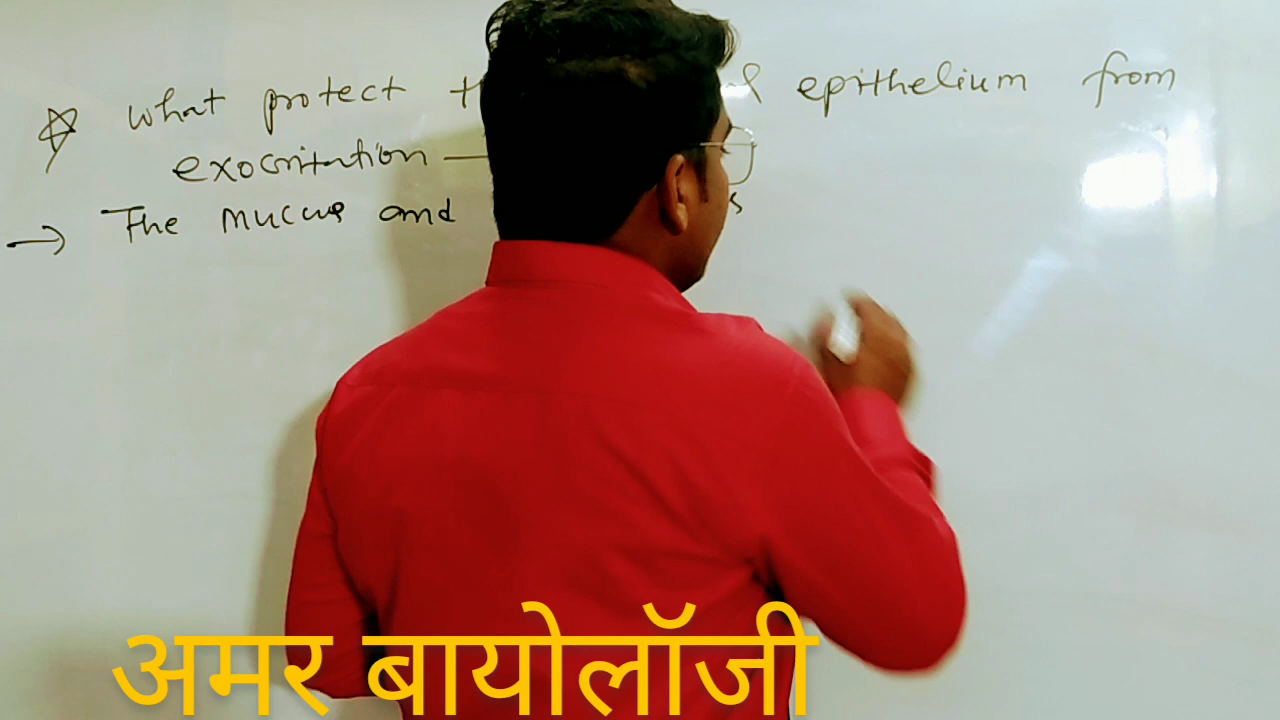 what protect epithelium from
exocritation —
→ The mucus and
अमर बायोलॉजी